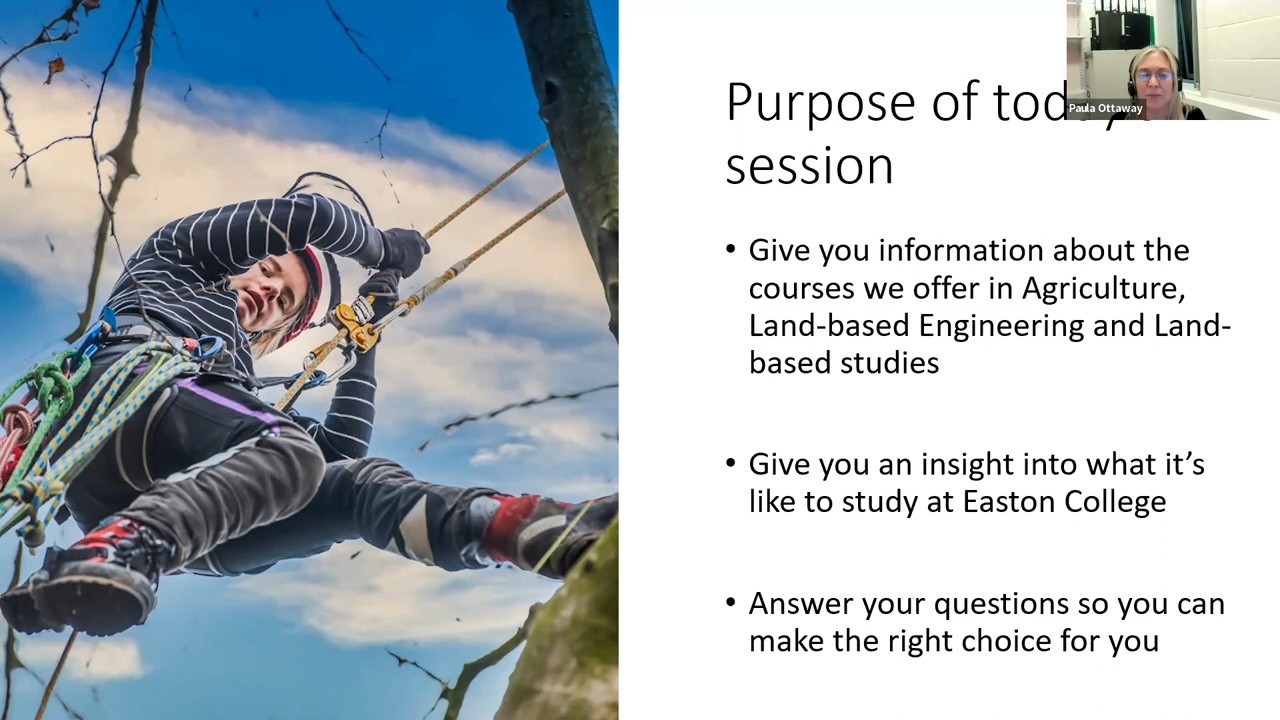 Purpose of
session
Paula Ottaway
• Give you information about the
courses we offer in Agriculture,
Land-based Engineering and Land-
based studies
• Give you an insight into what it’s
like to study at Easton College
• Answer your questions so you can
make the right choice for you